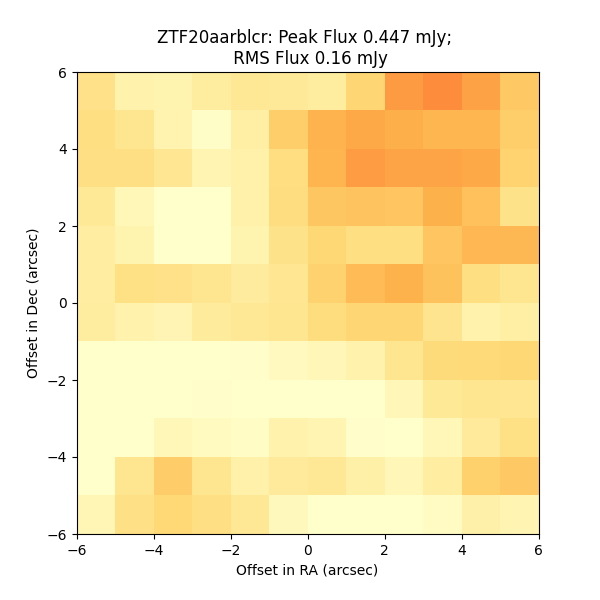 ZTF20aarblcr: Peak Flux 0.447 mJy;
RMS Flux 0.16 mJy
6
4
2
0
−2
−4
−6
Offset in Dec (arcsec)
−6 −4 −2 0 2 4 6
Offset in RA (arcsec)